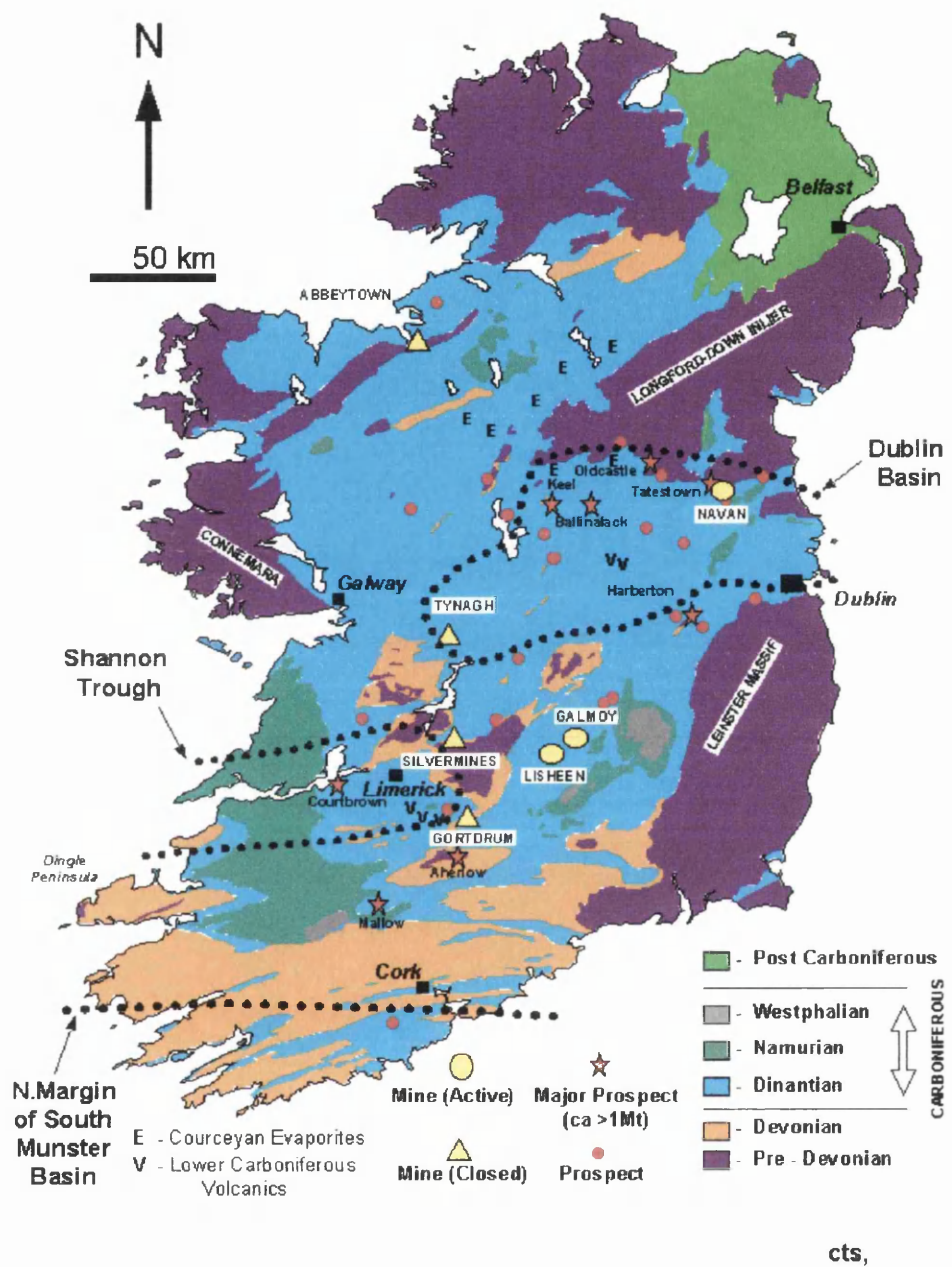 N
50 km
Belfast
ABBEYTOWN
LONGFORD-DOWN INLIER
E
E
E
E
E
Dublin
Basin
Oldcastle
E
E
Keel
Tatestown
Ballinalack
NAVAN
CONNEMARA
V V
Galway
Harberton
Dublin
TYNAGH
Shannon
Trough
LEINSTER MASSIF
GALMOY
SILVERMINES
LISHEEN
Limerick
Courtbrown
V V V
GORTDRUM
Dingle
Peninsula
Aherlow
Mallow
Cork
N.Margin
of South
Munster
Basin
E - Courceyan Evaporites
V - Lower Carboniferous
Volcanics
Mine (Active)
Mine (Closed)
Major Prospect
(ca >1Mt)
Prospect
- Post Carboniferous
- Westphalian
- Namurian
- Dinantian
- Devonian
- Pre - Devonian
CARBONIFEROUS
cts,